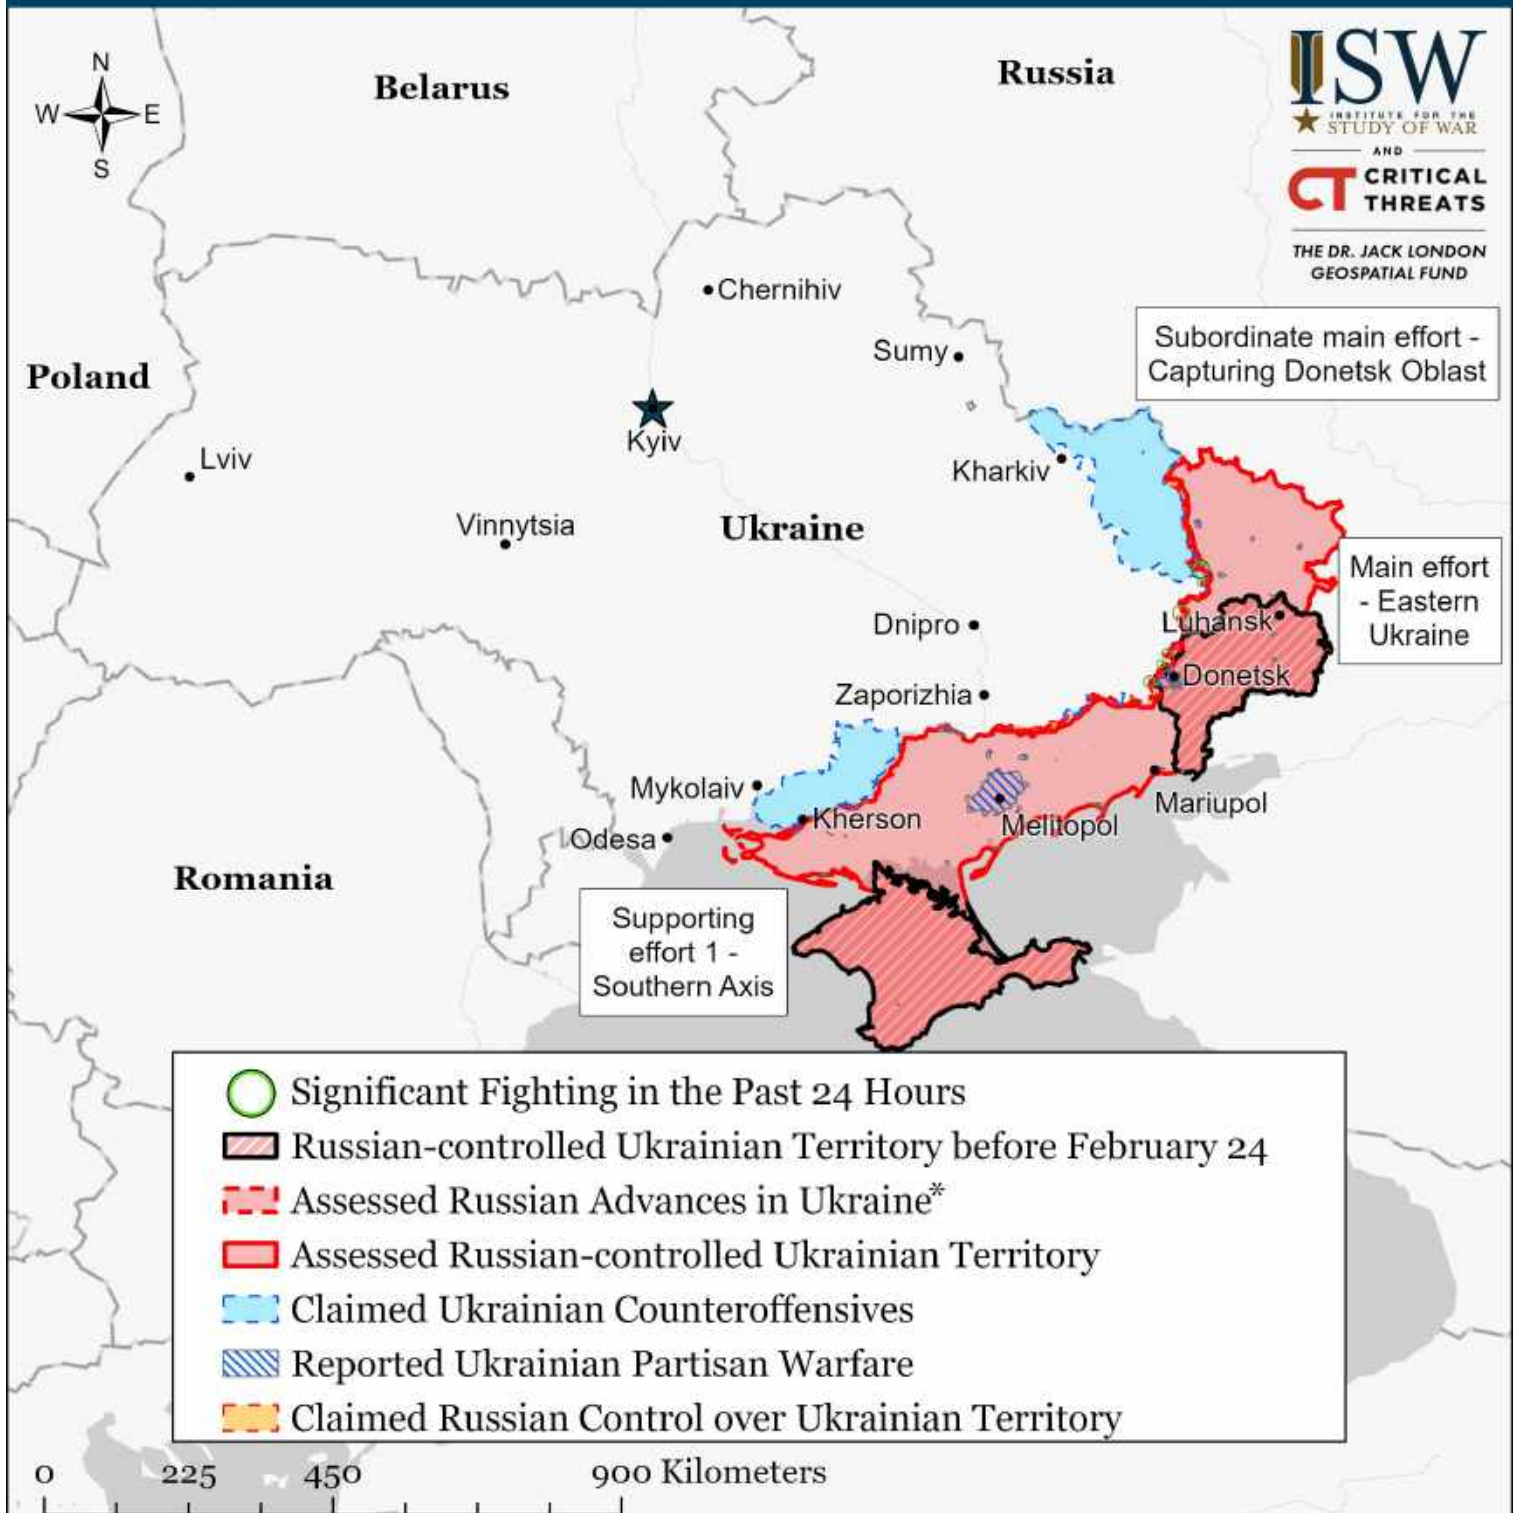 N
W
E
S
Belarus
Russia
ISW
INSTITUTE FOR THE
STUDY OF WAR
AND
CT CRITICAL
THREATS
THE DR. JACK LONDON
GEOSPATIAL FUND
Chernihiv
Sumy
Subordinate main effort -
Capturing Donetsk Oblast
Poland
Kyiv
Lviv
Kharkiv
Vinnytsia
Ukraine
Main effort
- Eastern
Ukraine
Dnipro
Luhansk
Donetsk
Zaporizhia
Mykolaiv
Mariupol
Kherson
Melitopol
Odesa
Romania
Supporting
effort 1 -
Southern Axis
Significant Fighting in the Past 24 Hours
Russian-controlled Ukrainian Territory before February 24
Assessed Russian Advances in Ukraine*
Assessed Russian-controlled Ukrainian Territory
Claimed Ukrainian Counteroffensives
Reported Ukrainian Partisan Warfare
Claimed Russian Control over Ukrainian Territory
0 225 450 900 Kilometers